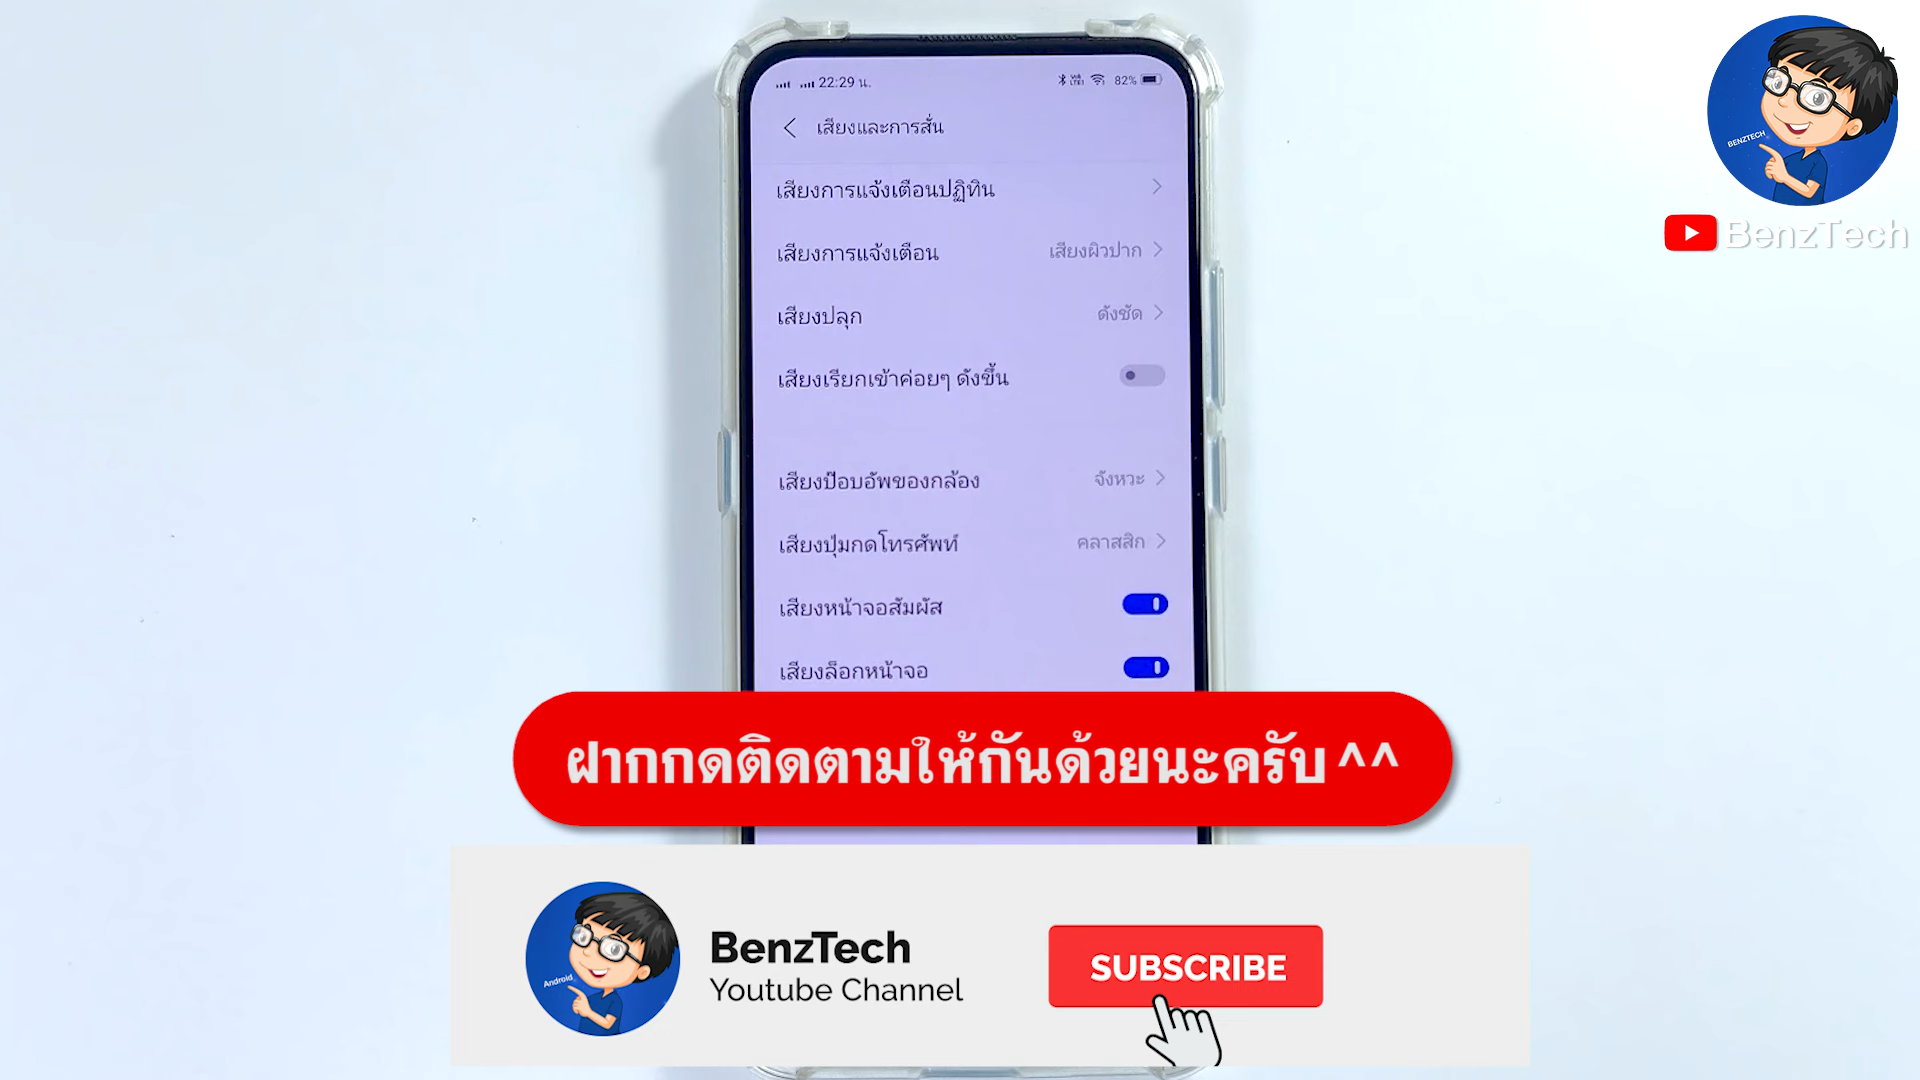 22:29 น.
82%
เสียงและการสั่น
เสียงการแจ้งเตือนปฏิทิน
เสียงการแจ้งเตือน
เสียงผิวปาก
เสียงปลุก
ดังชัด
เสียงเรียกเข้าค่อยๆ ดังขึ้น
เสียงป๊อบอัพของกล้อง
จังหวะ
เสียงปุ่มกดโทรศัพท์
คลาสสิก
เสียงหน้าจอสัมผัส
เสียงล็อกหน้าจอ
BENZTECH
BenzTech
ฝากกดติดตามให้กันด้วยนะครับ ^^
Android
BenzTech
Youtube Channel
SUBSCRIBE